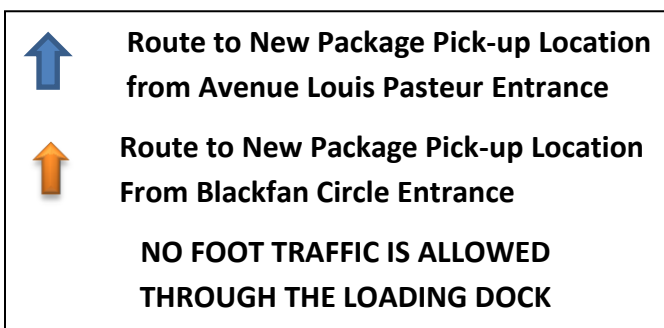 Route to New Package Pick-up Location
from Avenue Louis Pasteur Entrance
Route to New Package Pick-up Location
From Blackfan Circle Entrance
NO FOOT TRAFFIC IS ALLOWED
THROUGH THE LOADING DOCK